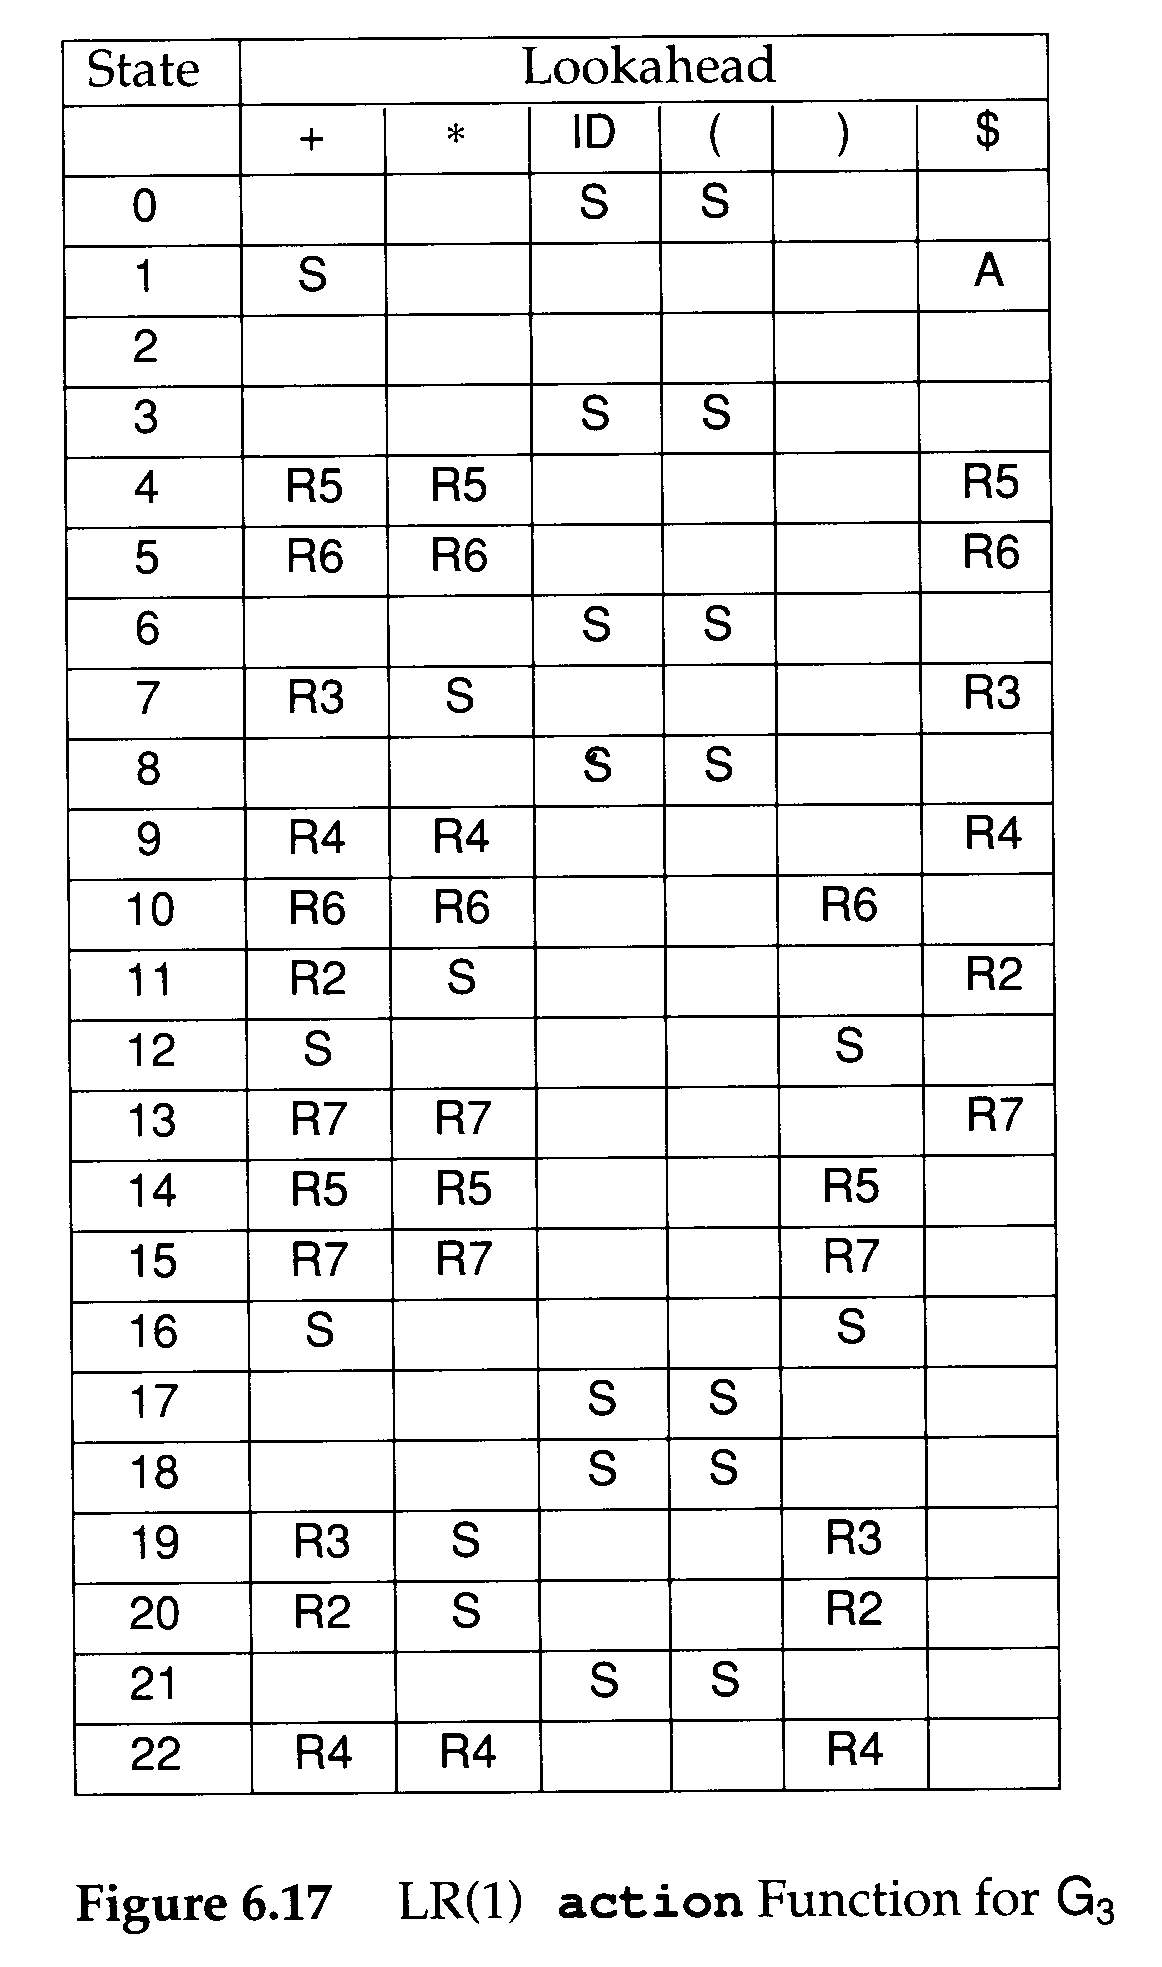 State Lookahead
+ * ID ( ) $
0 S S
1 S A
2
3 S S
4 R5 R5 R5
5 R6 R6 R6
6 S S
7 R3 S R3
8 S S
9 R4 R4 R4
10 R6 R6 R6
11 R2 S R2
12 S S
13 R7 R7 R7
14 R5 R5 R5
15 R7 R7 R7
16 S S
17 S S
18 S S
19 R3 S R3
20 R2 S R2
21 S S
22 R4 R4 R4
Figure 6.17 LR(1) action Function for G3